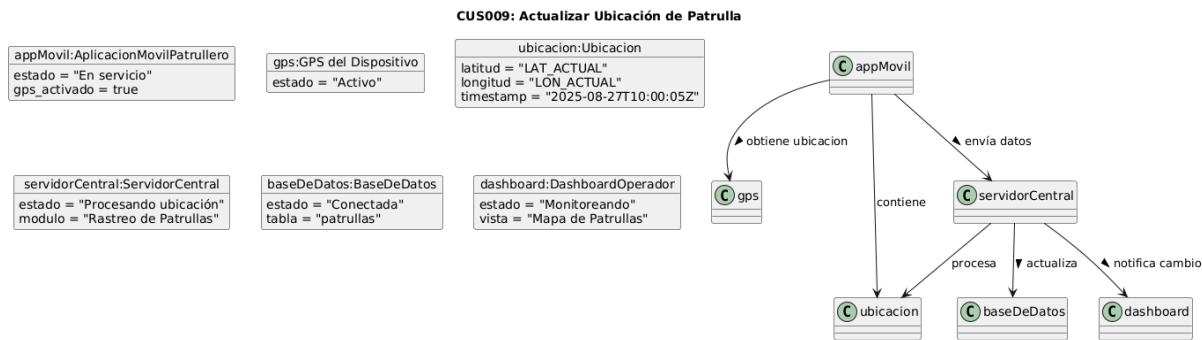 CUS009: Actualizar Ubicación de Patrulla
appMovil:AplicacionMovilPatrullero
estado = "En servicio"
gps_activado = true
gps:GPS del Dispositivo
estado = "Activo"
ubicacion:Ubicacion
latitud = "LAT_ACTUAL"
longitud = "LON_ACTUAL"
timestamp = "2025-08-27T10:00:05Z"
C appMovil
obtiene ubicacion
envía datos
servidorCentral:ServidorCentral
estado = "Procesando ubicación"
modulo = "Rastreo de Patrullas"
baseDeDatos:BaseDeDatos
estado = "Conectada"
tabla = "patrullas"
dashboard:DashboardOperador
estado = "Monitoreando"
vista = "Mapa de Patrullas"
C gps
contiene
C servidorCentral
procesa
actualiza
notifica cambio
C ubicacion
C baseDeDatos
C dashboard